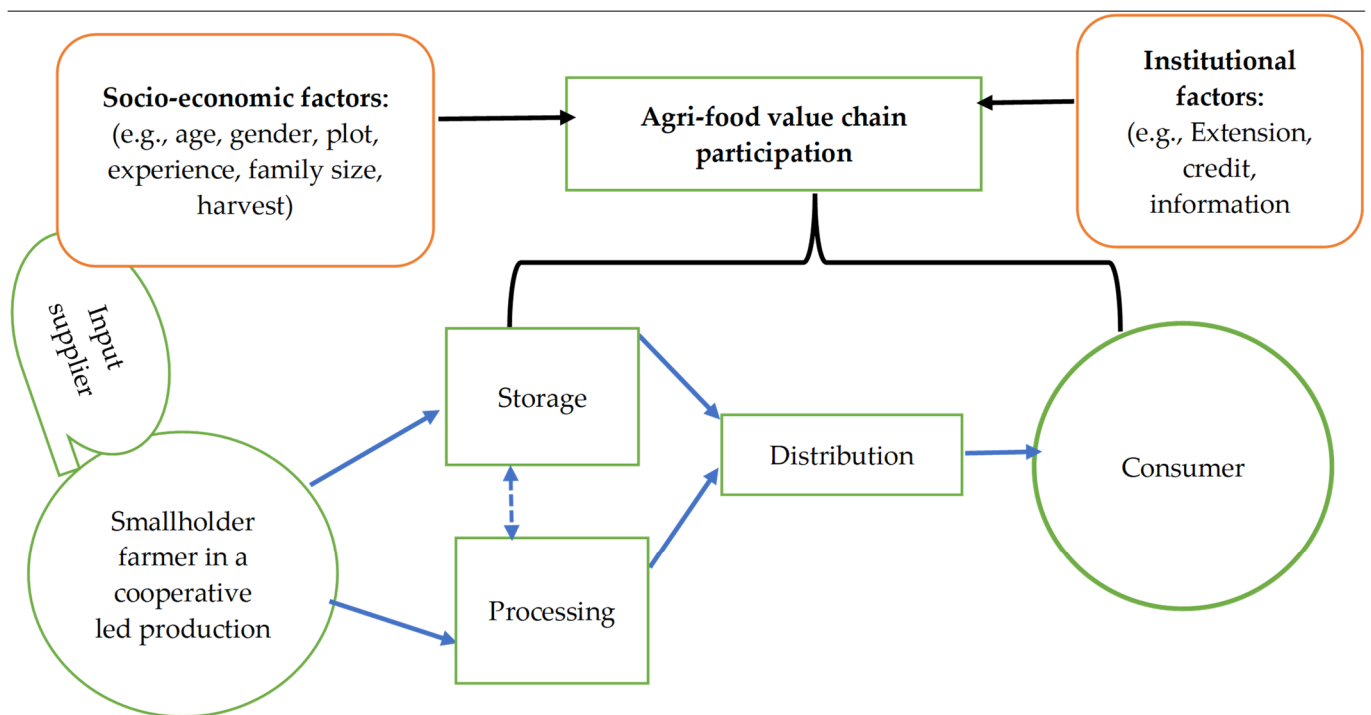 Socio-economic factors:
(e.g., age, gender, plot,
experience, family size,
harvest)
Agri-food value chain
participation
Institutional
factors:
(e.g., Extension,
credit,
information
Input
supplier
Storage
Distribution
Consumer
Smallholder
farmer in a
cooperative
led production
Processing